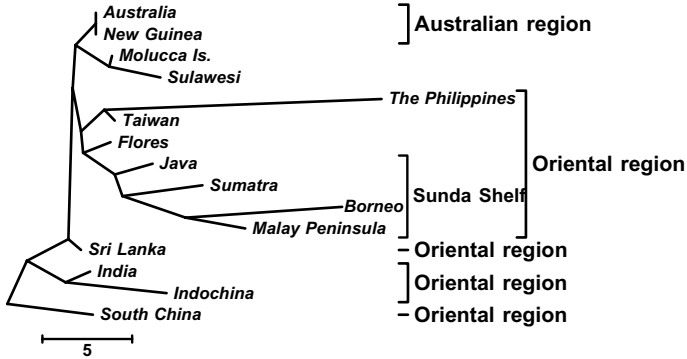 Australia
New Guinea
Australian region
Molucca Is.
Sulawesi
The Philippines
Taiwan
Flores
Java
Oriental region
Sumatra
Sunda Shelf
Borneo
Malay Peninsula
Sri Lanka
Oriental region
India
Oriental region
Indochina
South China
Oriental region
5